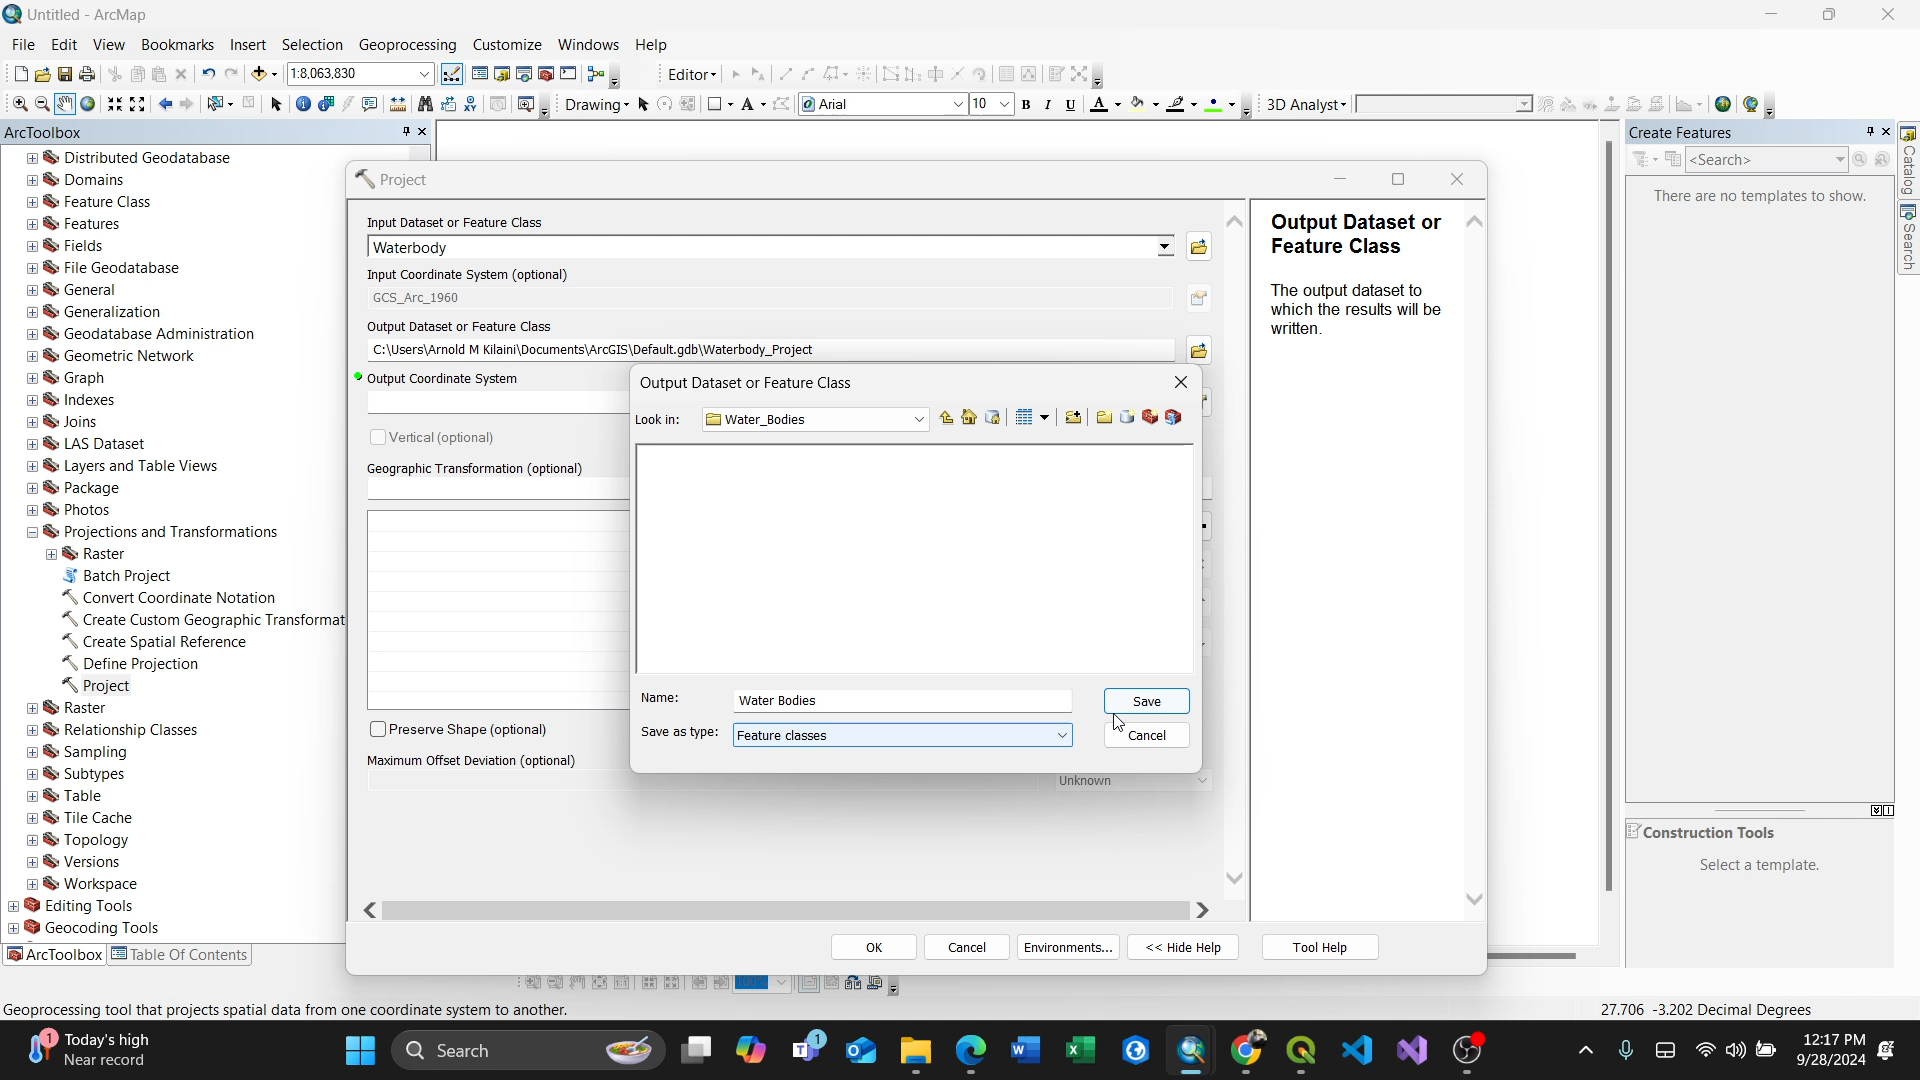 Untitled - ArcMap
File Edit View Bookmarks Insert Selection Geoprocessing Customize Windows Help
1:8,063,830
Editor
Drawing Arial 10 B I U A 3D Analyst
ArcToolbox
Distributed Geodatabase
Domains
Feature Class
Features
Fields
File Geodatabase
General
Generalization
Geodatabase Administration
Geometric Network
Graph
Indexes
Joins
LAS Dataset
Layers and Table Views
Package
Photos
Projections and Transformations
Raster
Batch Project
Convert Coordinate Notation
Create Custom Geographic Transformat
Create Spatial Reference
Define Projection
Project
Raster
Relationship Classes
Sampling
Subtypes
Table
Tile Cache
Topology
Versions
Workspace
Editing Tools
Geocoding Tools
ArcToolbox Table Of Contents
Project
Input Dataset or Feature Class
Waterbody
Input Coordinate System (optional)
GCS_Arc_1960
Output Dataset or Feature Class
C:\Users\Arnold M Kilaini\Documents\ArcGIS\Default.gdb\Waterbody_Project
Output Coordinate System
Vertical (optional)
Geographic Transformation (optional)
Preserve Shape (optional)
Maximum Offset Deviation (optional)
Unknown
OK Cancel Environments... << Hide Help Tool Help
Output Dataset or Feature Class
Look in: Water_Bodies
Name: Water Bodies Save
Save as type: Feature classes Cancel
Output Dataset or
Feature Class
The output dataset to
which the results will be
written.
Create Features
<Search>
There are no templates to show.
Construction Tools
Select a template.
Catalog
Search
100%
Geoprocessing tool that projects spatial data from one coordinate system to another.
27.706 -3.202 Decimal Degrees
1
Today's high
Near record
Search
1
12:17 PM
9/28/2024